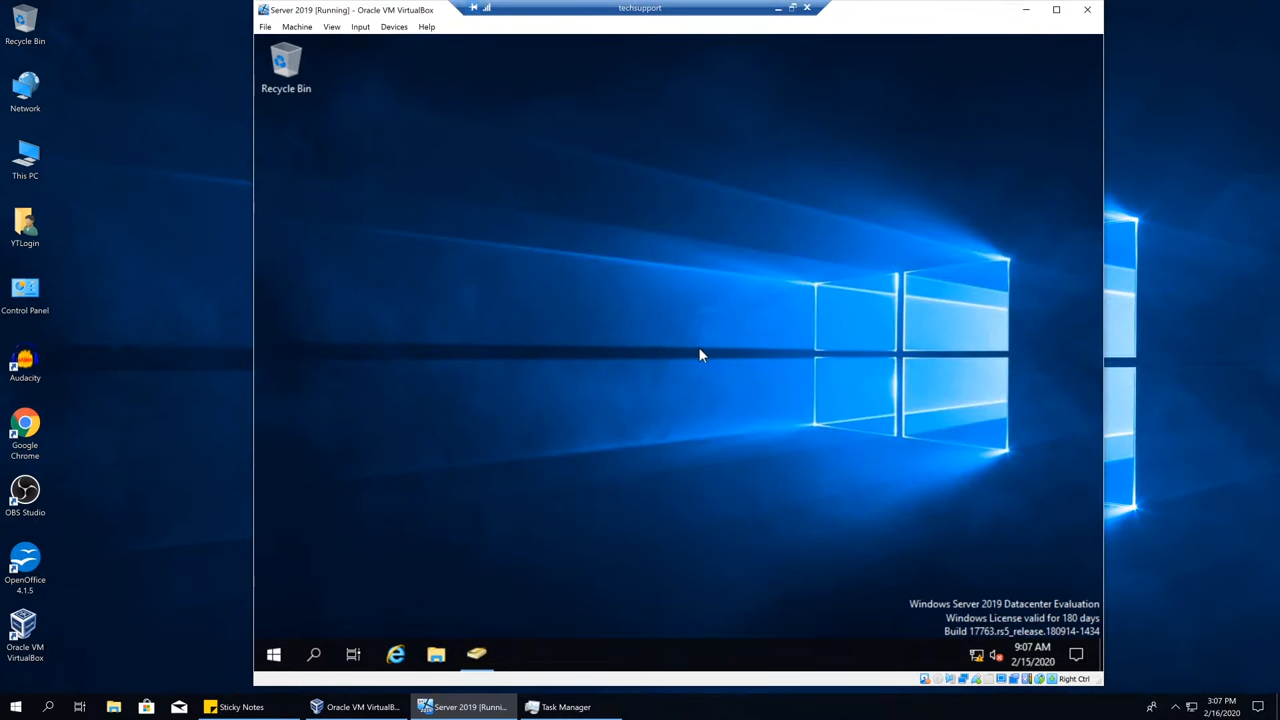 Server 2019 [Running] - Oracle VM VirtualBox
techsupport
File Machine View Input Devices Help
Recycle Bin
Network
This PC
YTLogin
Control Panel
Audacity
Google
Chrome
OBS Studio
OpenOffice
4.1.5
Oracle VM
VirtualBox
Recycle Bin
Windows Server 2019 Datacenter Evaluation
Windows License valid for 180 days
Build 17763.rs5_release.180914-1434
9:07 AM
2/15/2020
Right Ctrl
Sticky Notes
Oracle VM VirtualB...
Server 2019 [Runni...
Task Manager
3:07 PM
2/16/2020